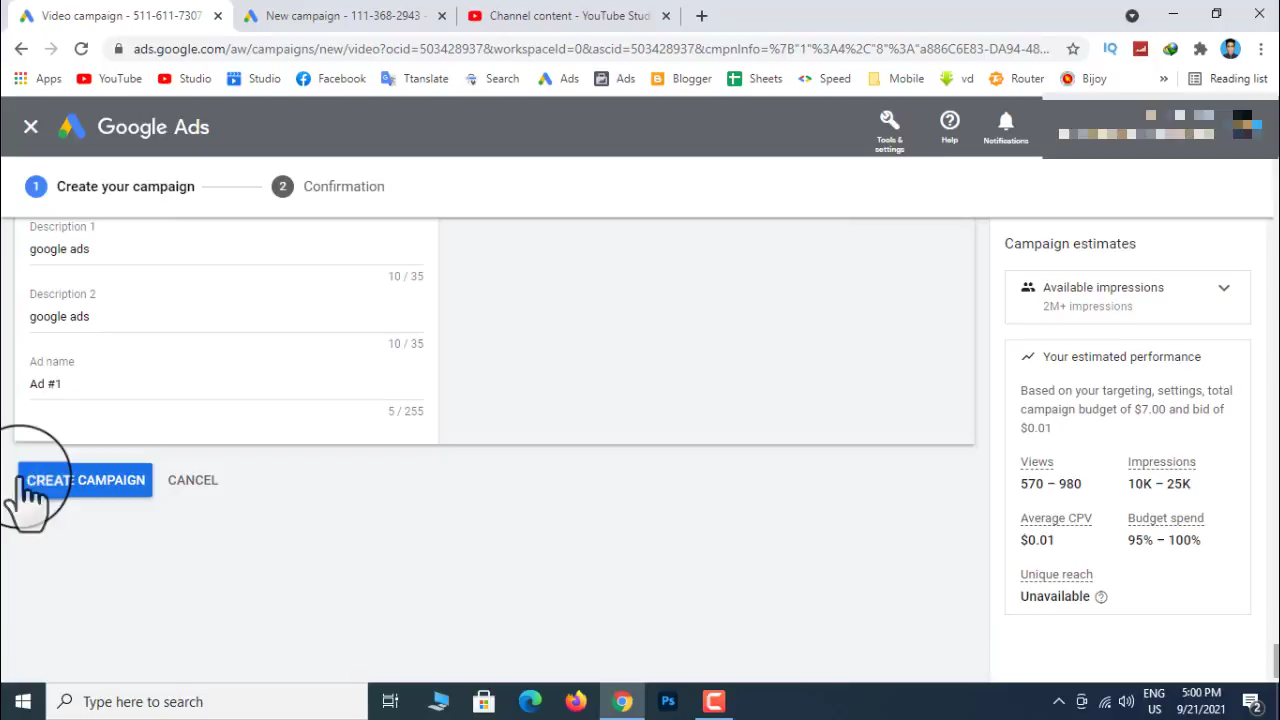 Video campaign - 511-611-7307
New campaign - 111-368-2943 -
Channel content - YouTube Stud
ads.google.com/aw/campaigns/new/video?ocid=503428937&workspaceId=0&ascid=503428937&cmpnInfo=%7B"1"%3A4%2C"8"%3A"a886C6E83-DA94-48...
Apps
YouTube
Studio
Studio
Facebook
Translate
Search
Ads
Ads
Blogger
Sheets
Speed
Mobile
vd
Router
Bijoy
»
Reading list
Google Ads
Tools &
settings
Help
Notifications
1 Create your campaign
2 Confirmation
Description 1
google ads
10 / 35
Description 2
google ads
10 / 35
Ad name
Ad #1
5 / 255
CREATE CAMPAIGN
CANCEL
Campaign estimates
Available impressions
2M+ impressions
Your estimated performance
Based on your targeting, settings, total
campaign budget of $7.00 and bid of
$0.01
Views
570 – 980
Impressions
10K – 25K
Average CPV
$0.01
Budget spend
95% – 100%
Unique reach
Unavailable
Type here to search
Ps
ENG
US
5:00 PM
9/21/2021
2